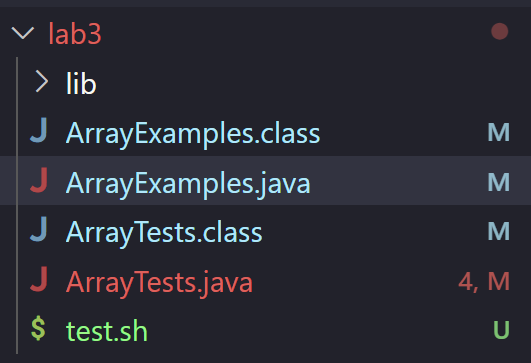 lab3
lib
J ArrayExamples.class M
J ArrayExamples.java M
J ArrayTests.class M
J ArrayTests.java 4, M
$ test.sh U